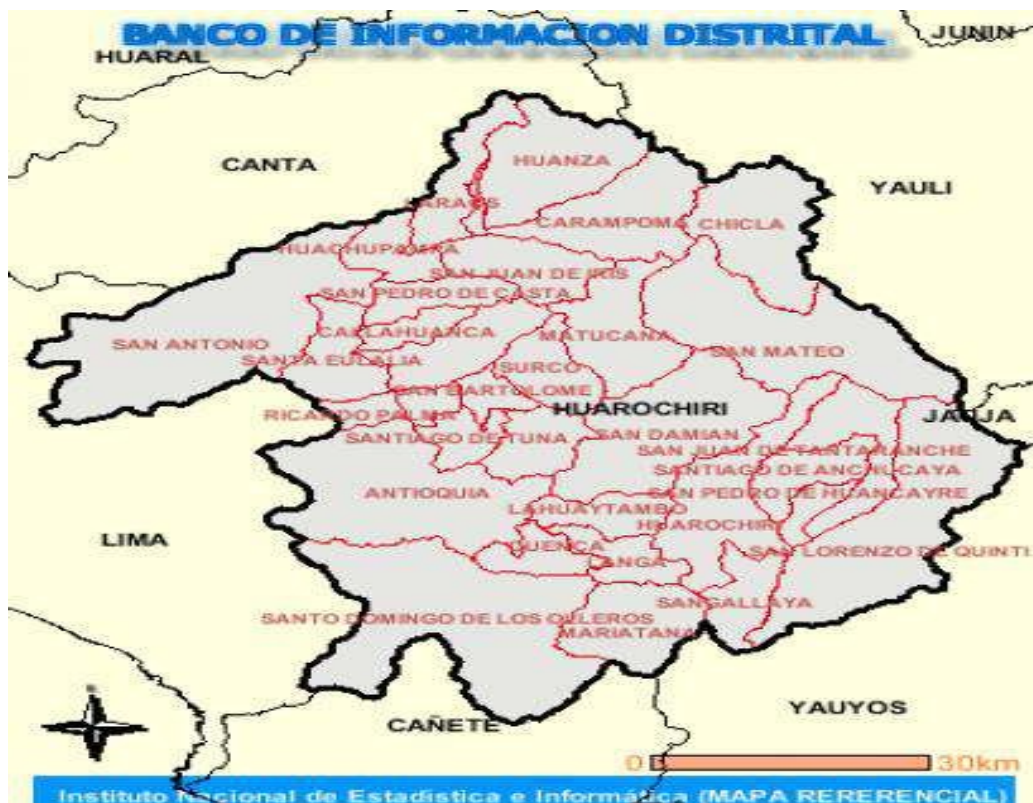 BANCO DE INFORMACION DISTRITAL
JUNIN
HUARAL
CANTA
HUANZA
YAULI
LARAOS
CARAMPOMA
CHICLA
HUACHUPAMPA
SAN JUAN DE IRIS
SAN PEDRO DE CASTA
CALLAHUANCA
MATUCANA
SAN ANTONIO
SAN MATEO
SANTA EULALIA
SURCO
SAN BARTOLOME
RICARDO PALMA
HUAROCHIRI
JAUJA
SANTIAGO DE TUNA
SAN DAMIAN
SAN JUAN DE TANTARANCHE
SANTIAGO DE ANCHUCAYA
ANTIOQUIA
SAN PEDRO DE HUANCAYRE
LAHUAYTAMBO
HUAROCHIRI
LIMA
CUENCA
SAN LORENZO DE QUINTI
LANGA
SANGALLAYA
SANTO DOMINGO DE LOS OLLEROS
MARIATANA
YAUYOS
CAÑETE
0 30km
Instituto Nacional de Estadistica e Informática (MAPA RERERENCIAL)